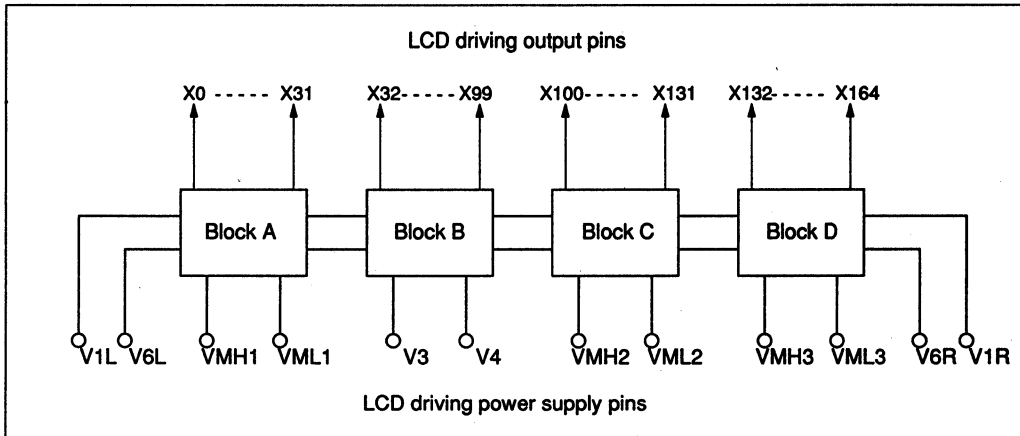 LCD driving output pins
X0 ----- X31 X32 ----- X99 X100 ----- X131 X132 ----- X164
Block A Block B Block C Block D
V1L V6L VMH1 VML1 V3 V4 VMH2 VML2 VMH3 VML3 V6R V1R
LCD driving power supply pins